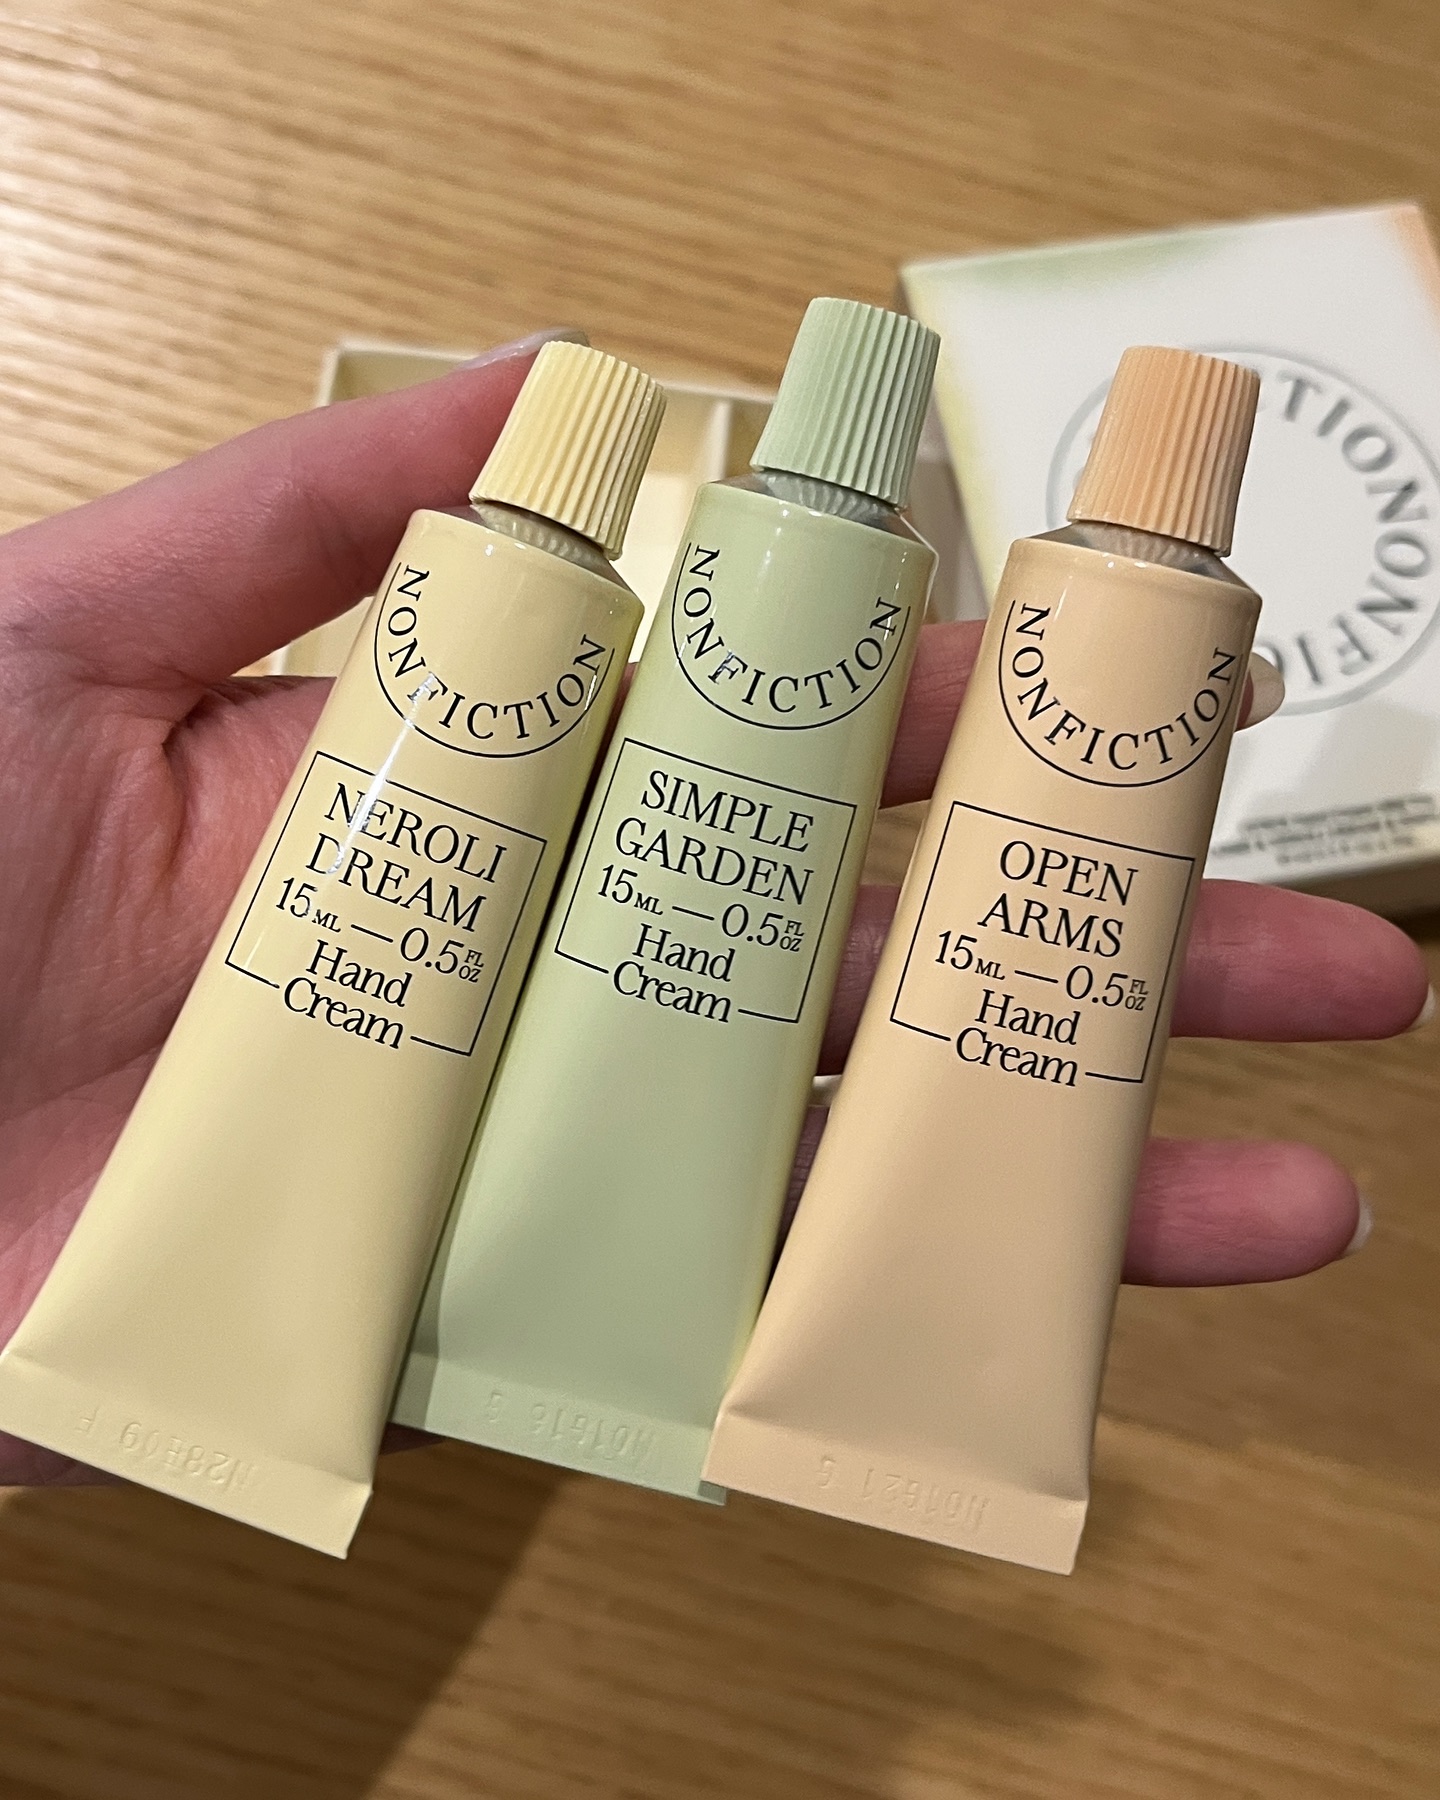 NONFICTION
NEROLI
DREAM
15ML — 0.5FL OZ
Hand
Cream
NONFICTION
SIMPLE
GARDEN
15ML — 0.5FL OZ
Hand
Cream
NONFICTION
OPEN
ARMS
15ML — 0.5FL OZ
Hand
Cream
CTIONONFIC